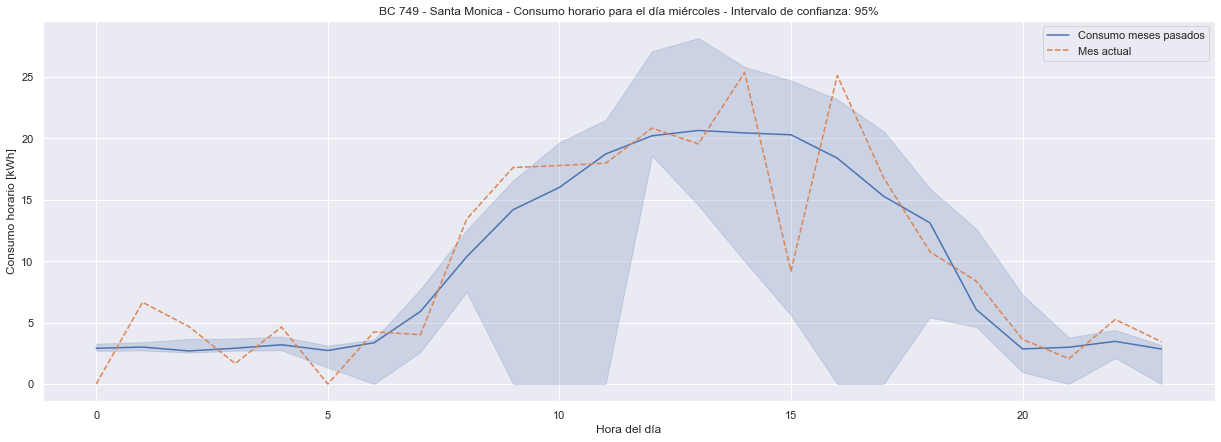 BC 749 - Santa Monica - Consumo horario para el día miércoles - Intervalo de confianza: 95%
Consumo meses pasados
Mes actual
Consumo horario [kWh]
25
20
15
10
5
0
0 5 10 15 20
Hora del día